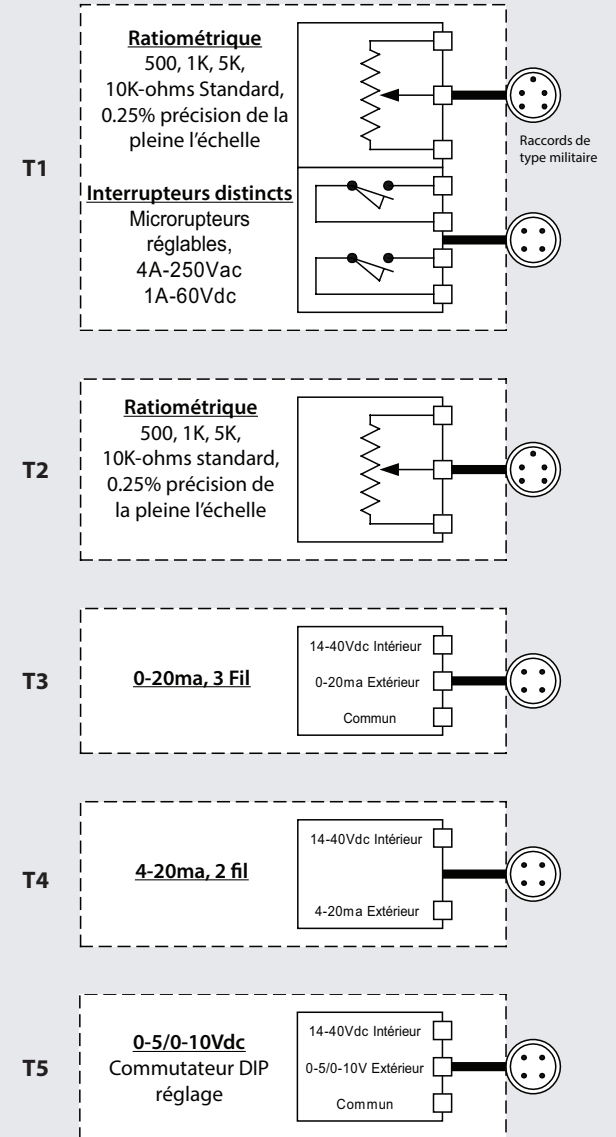 T1
Ratiométrique
500, 1K, 5K,
10K-ohms Standard,
0.25% précision de la
pleine l'échelle
Interrupteurs distincts
Microrupteurs
réglables,
4A-250Vac
1A-60Vdc
Raccords de
type militaire
T2
Ratiométrique
500, 1K, 5K,
10K-ohms standard,
0.25% précision de
la pleine l'échelle
T3
0-20ma, 3 Fil
14-40Vdc Intérieur
0-20ma Extérieur
Commun
T4
4-20ma, 2 fil
14-40Vdc Intérieur
4-20ma Extérieur
T5
0-5/0-10Vdc
Commutateur DIP
réglage
14-40Vdc Intérieur
0-5/0-10V Extérieur
Commun